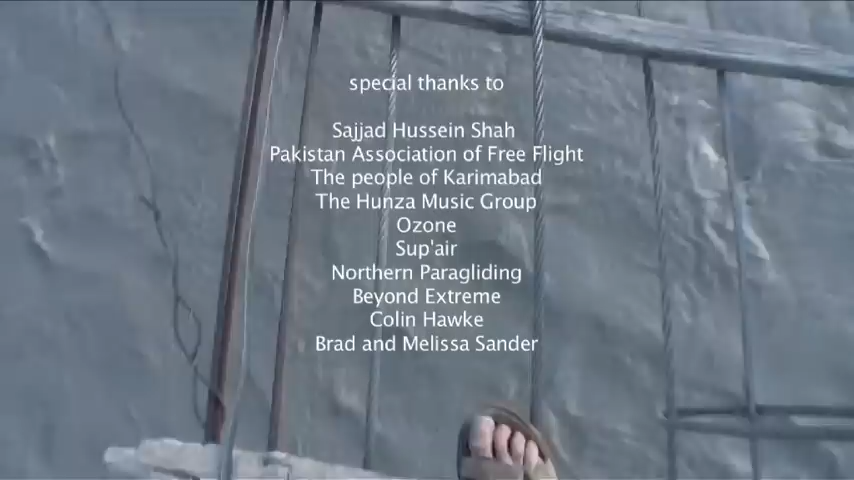 special thanks to
Sajjad Hussein Shah
Pakistan Association of Free Flight
The people of Karimabad
The Hunza Music Group
Ozone
Sup'air
Northern Paragliding
Beyond Extreme
Colin Hawke
Brad and Melissa Sander